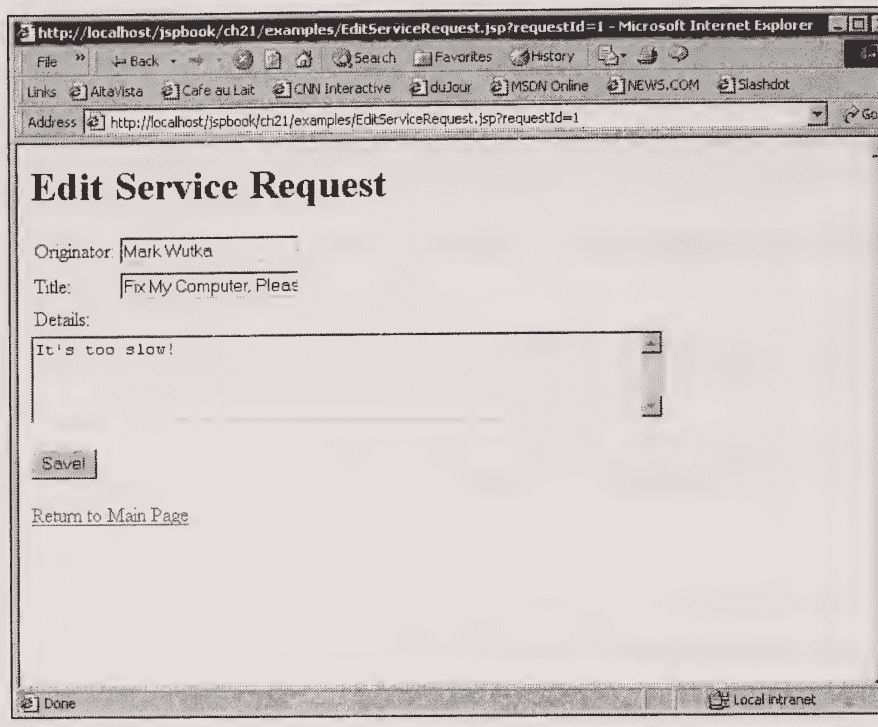 http://localhost/jspbook/ch21/examples/EditServiceRequest.jsp?requestId=1 - Microsoft Internet Explorer
File » Back Search Favorites History
Links AltaVista Cafe au Lait CNN Interactive duJour MSDN Online NEWS.COM Slashdot
Address http://localhost/jspbook/ch21/examples/EditServiceRequest.jsp?requestId=1 Go
Edit Service Request
Originator: Mark Wutka
Title: Fix My Computer, Pleas
Details:
It's too slow!
Save!
Return to Main Page
Done Local intranet